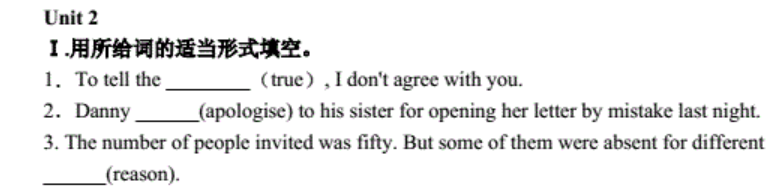 Unit 2
Ⅰ.用所给词的适当形式填空。
1．To tell the _________ （true）, I don't agree with you.
2．Danny ______(apologise) to his sister for opening her letter by mistake last night.
3. The number of people invited was fifty. But some of them were absent for different
______(reason).